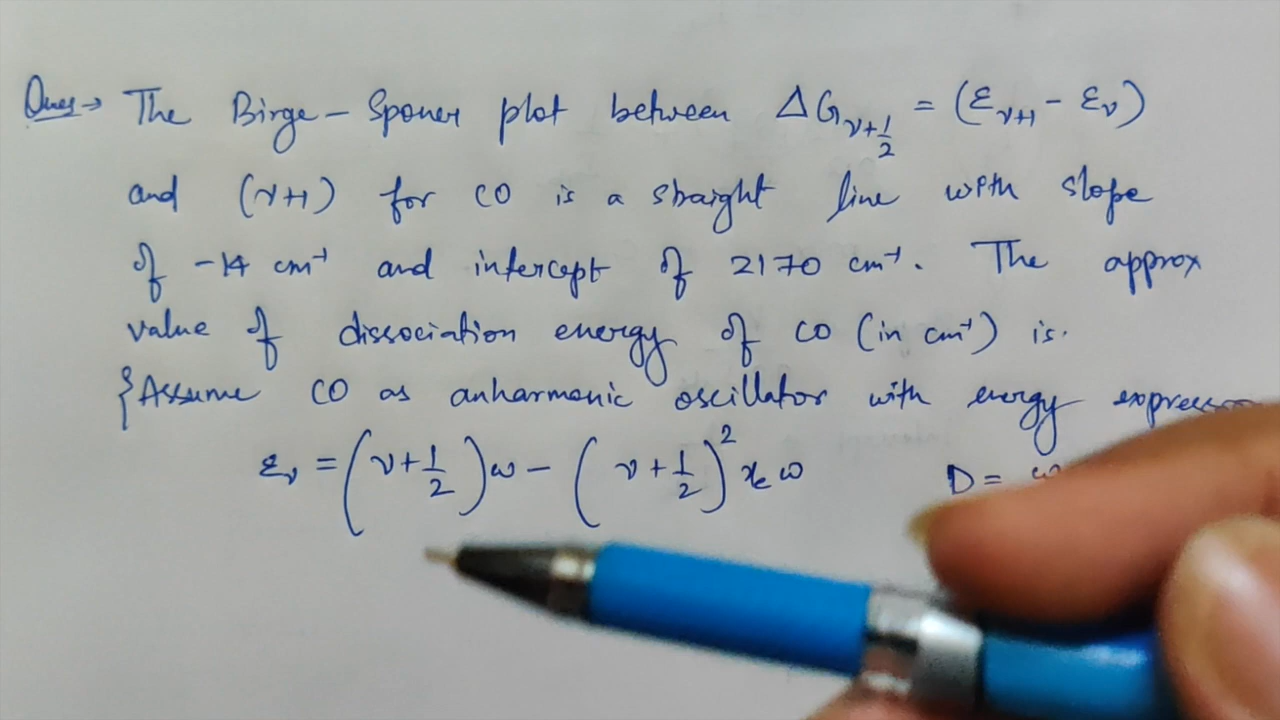 Ques → The Birge - Sponer plot between ΔG_{v+1/2} = (ε_{v+1} - ε_v)
and (v+1) for CO is a straight line with slope
of -14 cm⁻¹ and intercept of 2170 cm⁻¹. The approx
value of dissociation energy of CO (in cm⁻¹) is.
{Assume CO as anharmonic oscillator with energy
ε_v = (v+1/2)ω - (v+1/2)² x_e ω D =